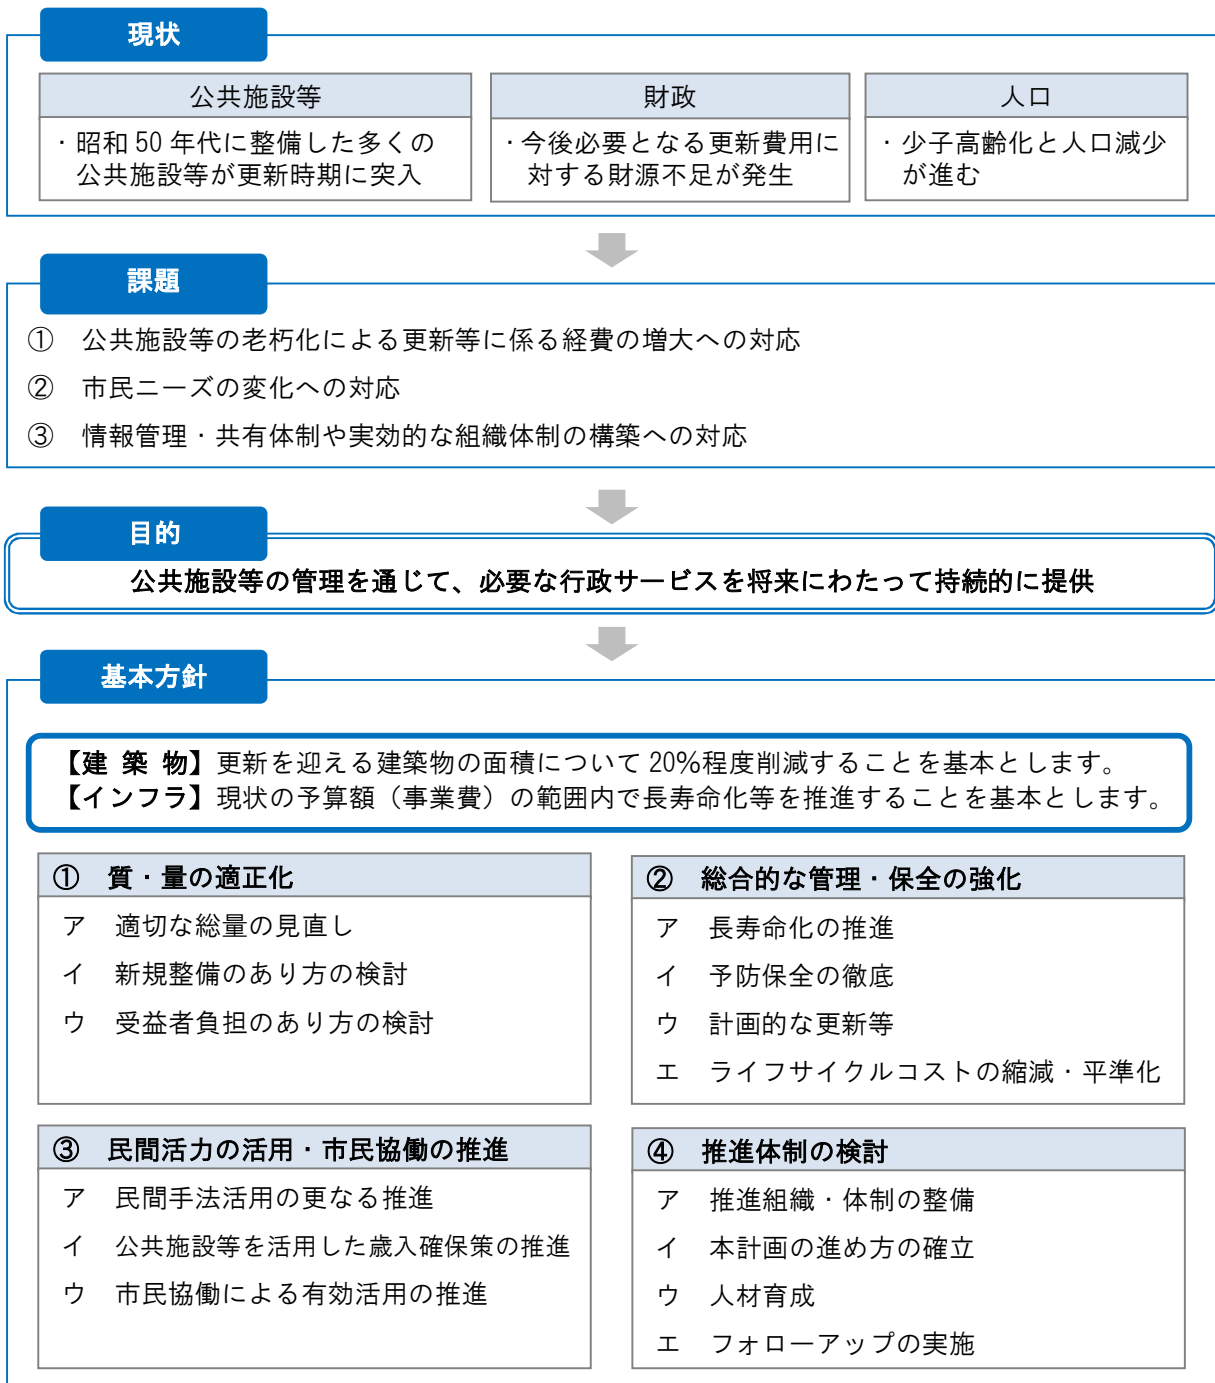 現状
公共施設等
・昭和 50 年代に整備した多くの
公共施設等が更新時期に突入
財政
・今後必要となる更新費用に
対する財源不足が発生
人口
・少子高齢化と人口減少
が進む
課題
① 公共施設等の老朽化による更新等に係る経費の増大への対応
② 市民ニーズの変化への対応
③ 情報管理・共有体制や実効的な組織体制の構築への対応
目的
公共施設等の管理を通じて、必要な行政サービスを将来にわたって持続的に提供
基本方針
【建 築 物】更新を迎える建築物の面積について 20％程度削減することを基本とします。
【インフラ】現状の予算額（事業費）の範囲内で長寿命化等を推進することを基本とします。
① 質・量の適正化
ア 適切な総量の見直し
イ 新規整備のあり方の検討
ウ 受益者負担のあり方の検討
② 総合的な管理・保全の強化
ア 長寿命化の推進
イ 予防保全の徹底
ウ 計画的な更新等
エ ライフサイクルコストの縮減・平準化
③ 民間活力の活用・市民協働の推進
ア 民間手法活用の更なる推進
イ 公共施設等を活用した歳入確保策の推進
ウ 市民協働による有効活用の推進
④ 推進体制の検討
ア 推進組織・体制の整備
イ 本計画の進め方の確立
ウ 人材育成
エ フォローアップの実施